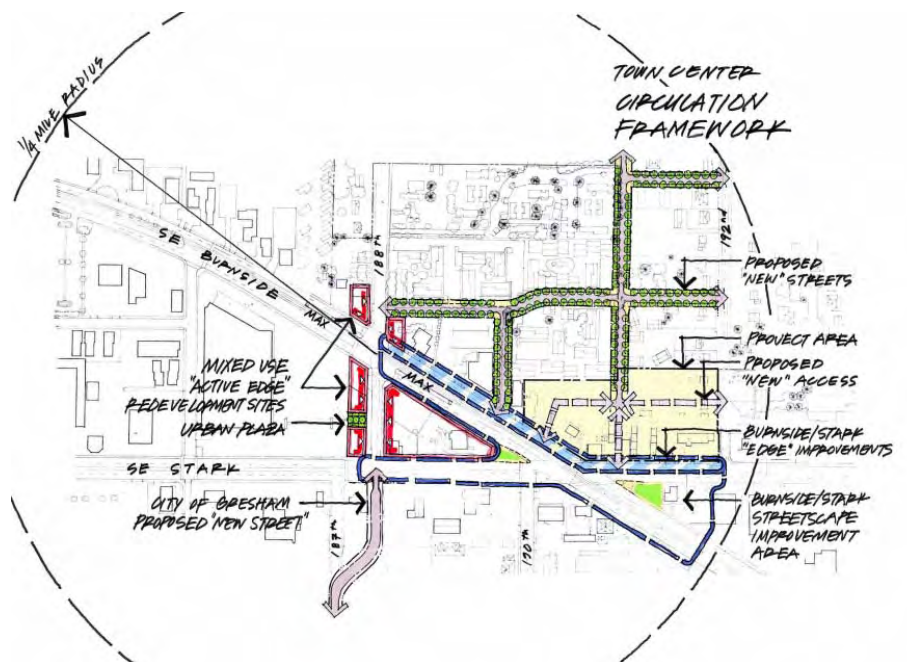 TOWN CENTER
CIRCULATION
FRAMEWORK
1/4 MILE RADIUS
SE BURNSIDE
MAX
MAX
188th
192nd
PROPOSED
"NEW" STREETS
PROJECT AREA
PROPOSED
"NEW" ACCESS
MIXED USE
"ACTIVE EDGE"
REDEVELOPMENT SITES
URBAN PLAZA
BURNSIDE/STARK
"EDGE" IMPROVEMENTS
SE STARK
CITY OF GRESHAM
PROPOSED "NEW STREET"
187th
190th
BURNSIDE/STARK
STREETSCAPE
IMPROVEMENT
AREA